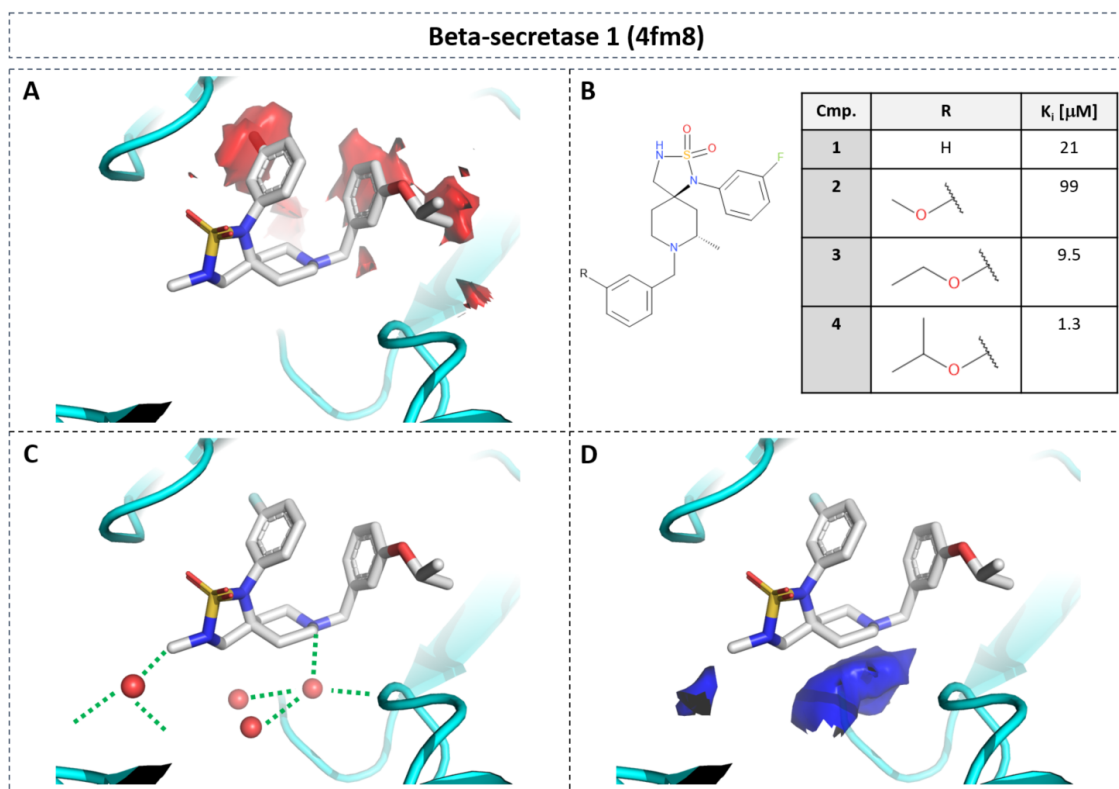 Beta-secretase 1 (4fm8)
A
B
O
H
N
S
O
N
F
N
R
Cmp. R Ki [μM]
1 H 21
2 O 99
3 O 9.5
4 O 1.3
C
D